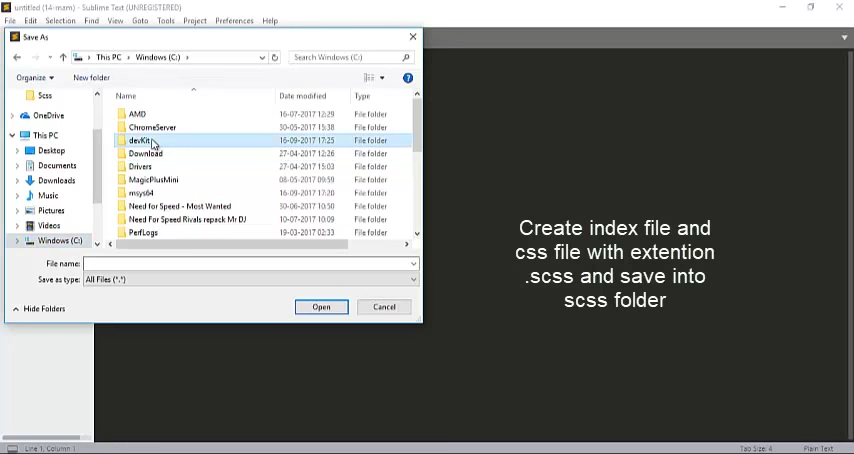 untitled (14-mam) - Sublime Text (UNREGISTERED)
File Edit Selection Find View Goto Tools Project Preferences Help
Save As
This PC > Windows (C:) >
Search Windows (C:)
Organize
New folder
Name
Date modified
Type
Scss
OneDrive
This PC
Desktop
Documents
Downloads
Music
Pictures
Videos
Windows (C:)
AMD 16-07-2017 12:29 File folder
ChromeServer 30-05-2017 15:38 File folder
devKit 16-09-2017 17:25 File folder
Download 27-04-2017 12:26 File folder
Drivers 27-04-2017 15:03 File folder
MagicPlusMini 08-05-2017 09:59 File folder
msys64 16-09-2017 17:20 File folder
Need for Speed - Most Wanted 30-06-2017 10:50 File folder
Need For Speed Rivals repack Mr DJ 10-07-2017 10:09 File folder
PerfLogs 19-03-2017 02:33 File folder
File name:
Save as type: All Files (*.*)
Hide Folders
Open
Cancel
Create index file and
css file with extention
.scss and save into
scss folder
Line 1, Column 1
Tab Size: 4
Plain Text